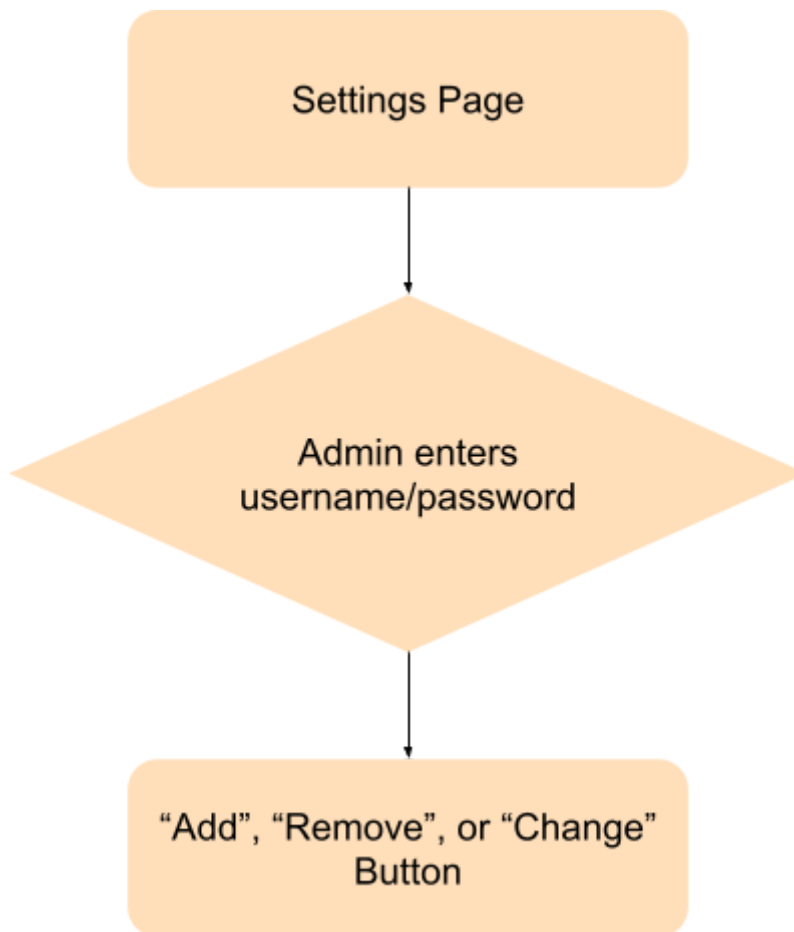 Settings Page
Admin enters
username/password
“Add”, “Remove”, or “Change”
Button